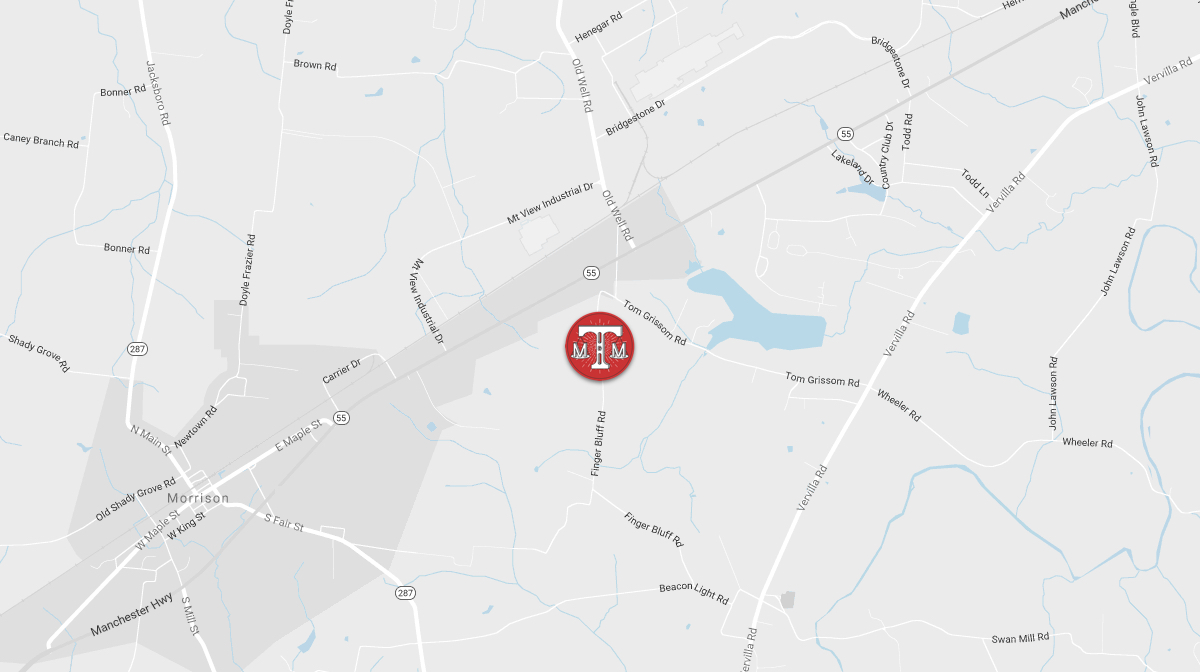 Doyle F
Henegar Rd
Manch
Bridgestone Dr
Brown Rd
Old Well Rd
Jacksboro Rd
Vervilla Rd
Bonner Rd
Bridgestone Dr
John Lawson Rd
Caney Branch Rd
55
Todd Rd
Country Club Dr
Lakeland Dr
Todd Ln
Mt View Industrial Dr
Vervilla Rd
Old Well Rd
Bonner Rd
Doyle Frazier Rd
John Lawson Rd
55
Mt View Industrial Dr
Tom Grissom Rd
Vervilla Rd
287
Shady Grove Rd
M T M
Carrier Dr
Tom Grissom Rd
John Lawson Rd
Wheeler Rd
55
Newtown Rd
N Main St
E Maple St
Finger Bluff Rd
Wheeler Rd
Old Shady Grove Rd
Morrison
Vervilla Rd
W Maple St
W King St
S Fair St
Finger Bluff Rd
287
Beacon Light Rd
Manchester Hwy
S Mill St
Swan Mill Rd
ervilla Rd